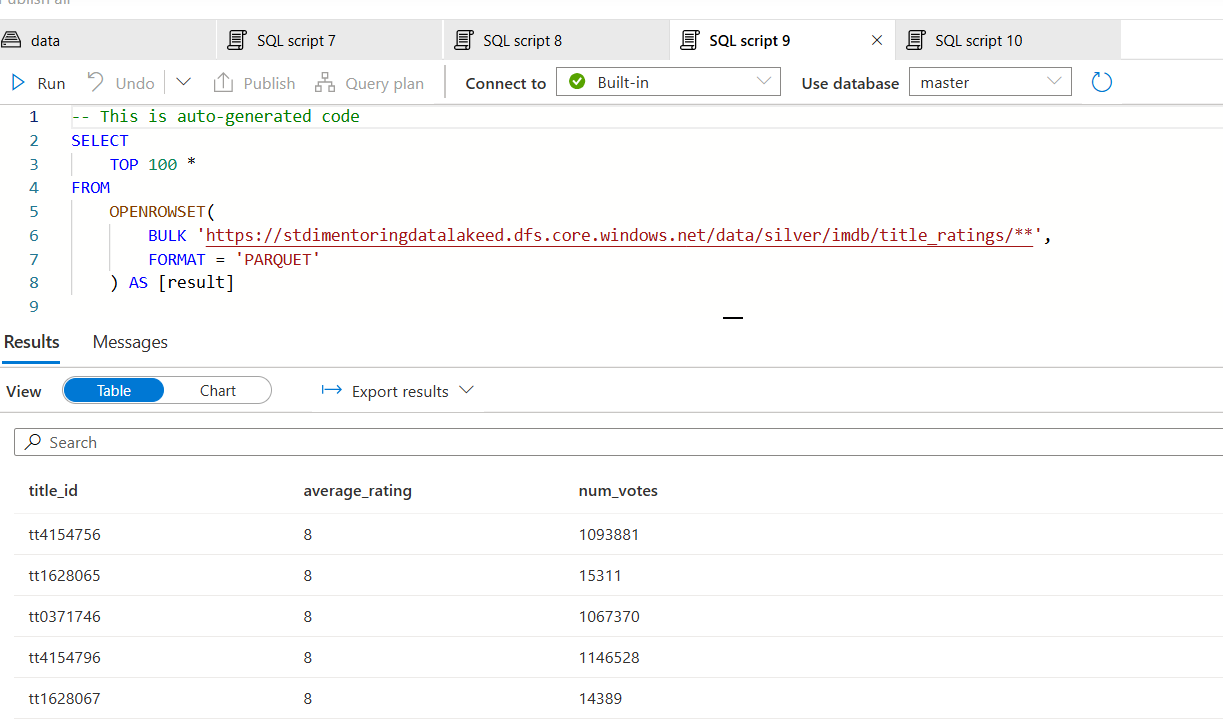 Publish all
data SQL script 7 SQL script 8 SQL script 9 SQL script 10
Run Undo Publish Query plan Connect to Built-in Use database master
1 -- This is auto-generated code
2 SELECT
3 TOP 100 *
4 FROM
5 OPENROWSET(
6 BULK 'https://stdimentoringdatalakeed.dfs.core.windows.net/data/silver/imdb/title_ratings/**',
7 FORMAT = 'PARQUET'
8 ) AS [result]
9
Results Messages
View Table Chart Export results
Search
title_id average_rating num_votes
tt4154756 8 1093881
tt1628065 8 15311
tt0371746 8 1067370
tt4154796 8 1146528
tt1628067 8 14389